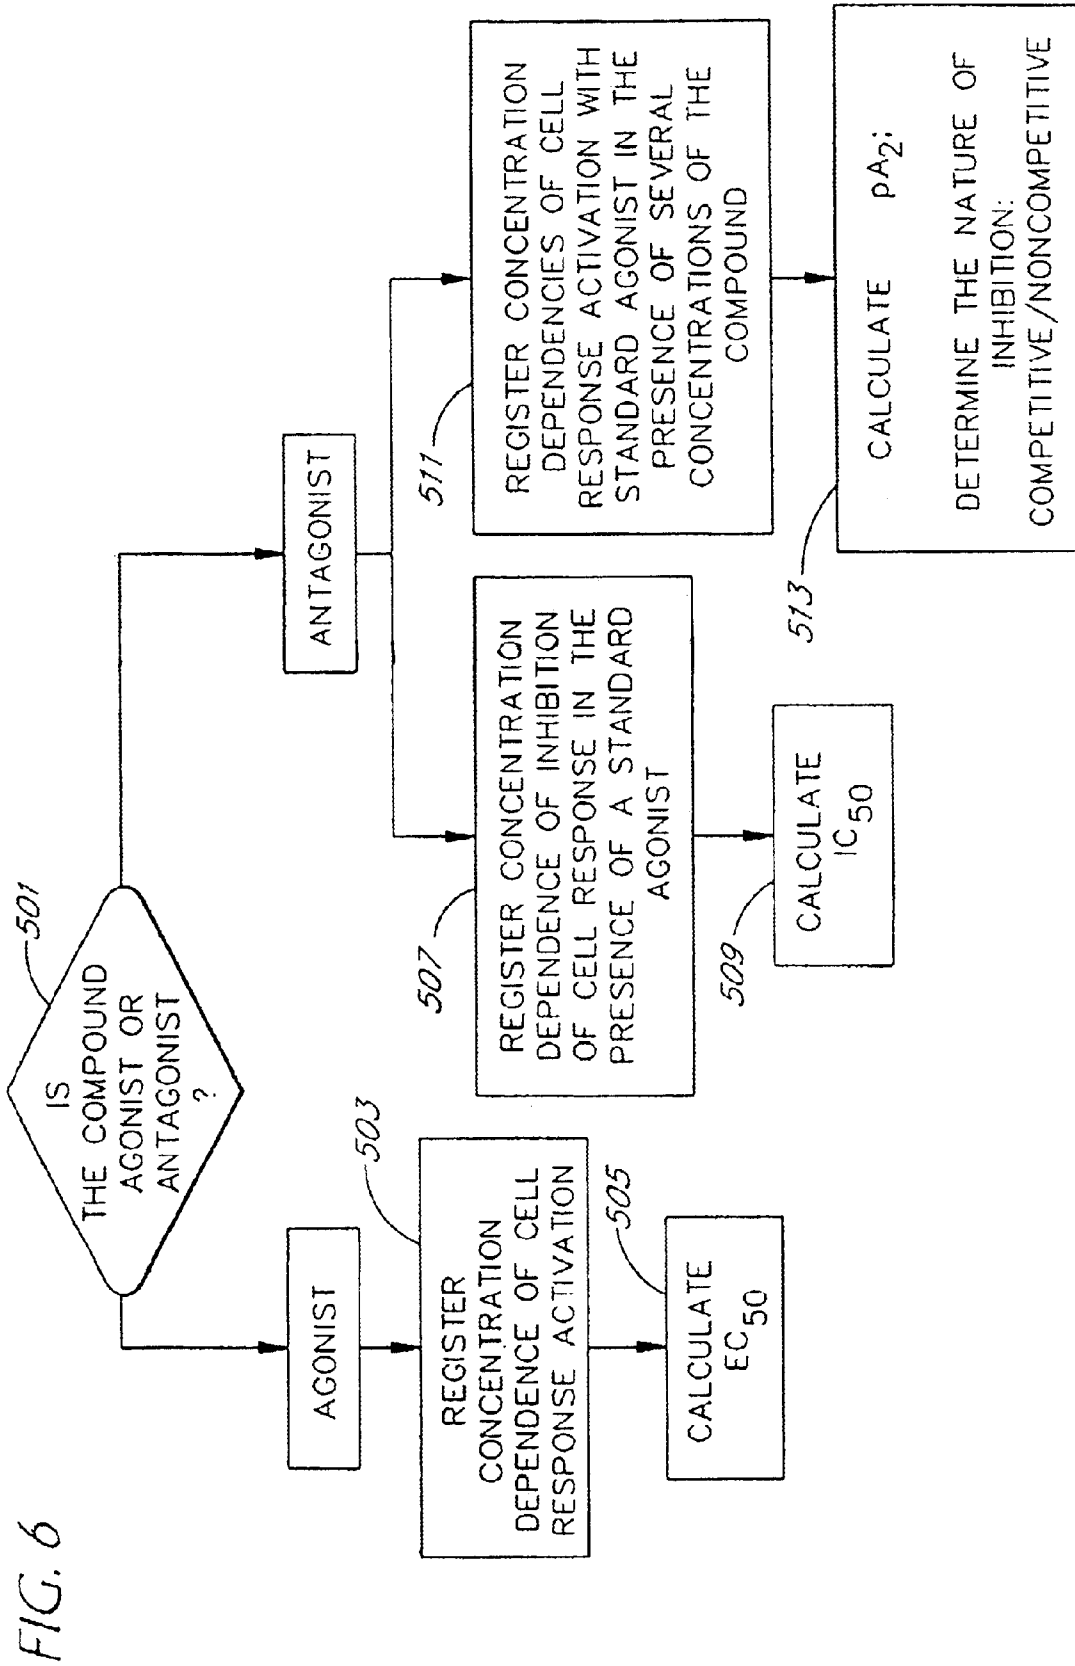 FIG. 6
IS
THE COMPOUND
AGONIST OR
ANTAGONIST
?
501
AGONIST
ANTAGONIST
503
REGISTER
CONCENTRATION
DEPENDENCE OF CELL
RESPONSE ACTIVATION
505
CALCULATE
EC50
507
REGISTER CONCENTRATION
DEPENDENCE OF INHIBITION
OF CELL RESPONSE IN THE
PRESENCE OF A STANDARD
AGONIST
509
CALCULATE
IC50
511
REGISTER CONCENTRATION
DEPENDENCIES OF CELL
RESPONSE ACTIVATION WITH
STANDARD AGONIST IN THE
PRESENCE OF SEVERAL
CONCENTRATIONS OF THE
COMPOUND
513
CALCULATE pA2;
DETERMINE THE NATURE OF
INHIBITION:
COMPETITIVE/NONCOMPETITIVE